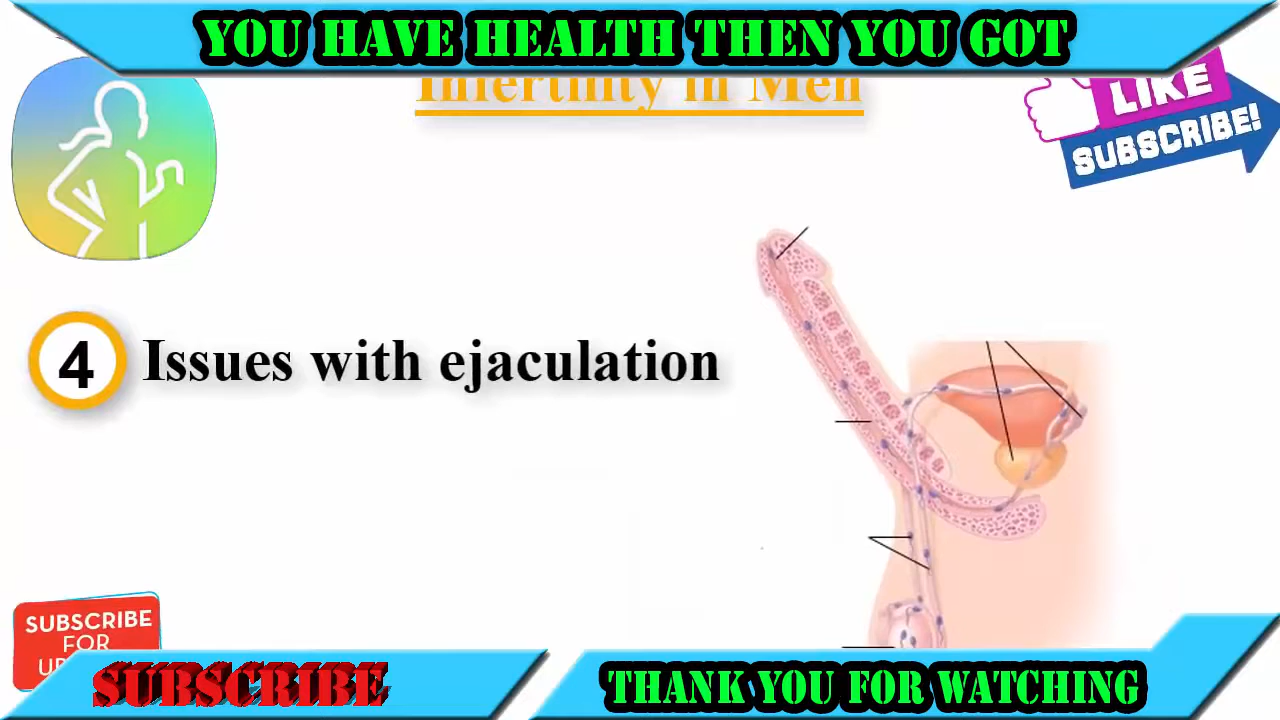 YOU HAVE HEALTH THEN YOU GOT
Infertility in Men
LIKE
SUBSCRIBE!
4 Issues with ejaculation
SUBSCRIBE
FOR
SUBSCRIBE
THANK YOU FOR WATCHING